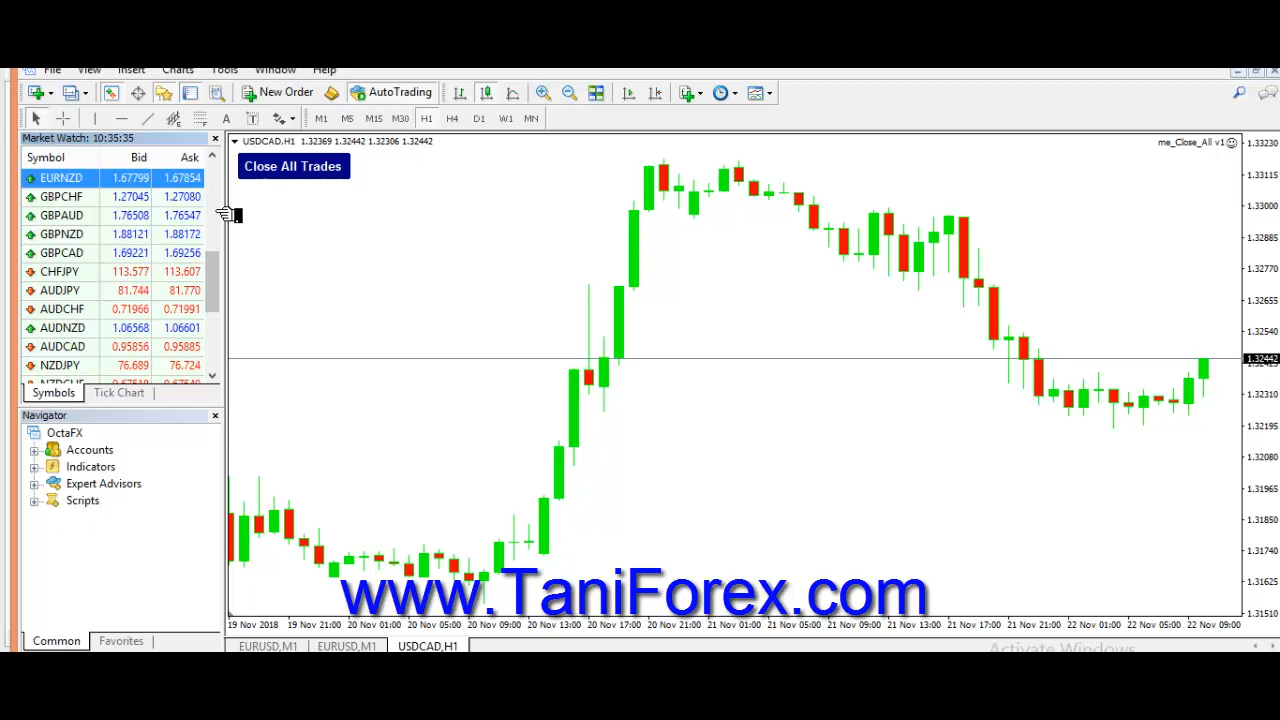 File View Insert Charts Tools Window Help
New Order AutoTrading
A T M1 M5 M15 M30 H1 H4 D1 W1 MN
Market Watch: 10:35:35
Symbol Bid Ask
EURNZD 1.67799 1.67854
GBPCHF 1.27045 1.27080
GBPAUD 1.76508 1.76547
GBPNZD 1.88121 1.88172
GBPCAD 1.69221 1.69256
CHFJPY 113.577 113.607
AUDJPY 81.744 81.770
AUDCHF 0.71966 0.71991
AUDNZD 1.06568 1.06601
AUDCAD 0.95856 0.95885
NZDJPY 76.689 76.724
Symbols Tick Chart
Navigator
OctaFX
Accounts
Indicators
Expert Advisors
Scripts
Common Favorites
USDCAD,H1 1.32369 1.32442 1.32306 1.32442
me_Close_All v1
Close All Trades
1.33230
1.33115
1.33000
1.32885
1.32770
1.32655
1.32540
1.32442
1.32310
1.32195
1.32080
1.31965
1.31850
1.31740
1.31625
1.31510
www.TaniForex.com
19 Nov 2018 19 Nov 21:00 20 Nov 01:00 20 Nov 05:00 20 Nov 09:00 20 Nov 13:00 20 Nov 17:00 20 Nov 21:00 21 Nov 01:00 21 Nov 05:00 21 Nov 09:00 21 Nov 13:00 21 Nov 17:00 21 Nov 21:00 22 Nov 01:00 22 Nov 05:00 22 Nov 09:00
EURUSD,M1 EURUSD,M1 USDCAD,H1
Activate Windows